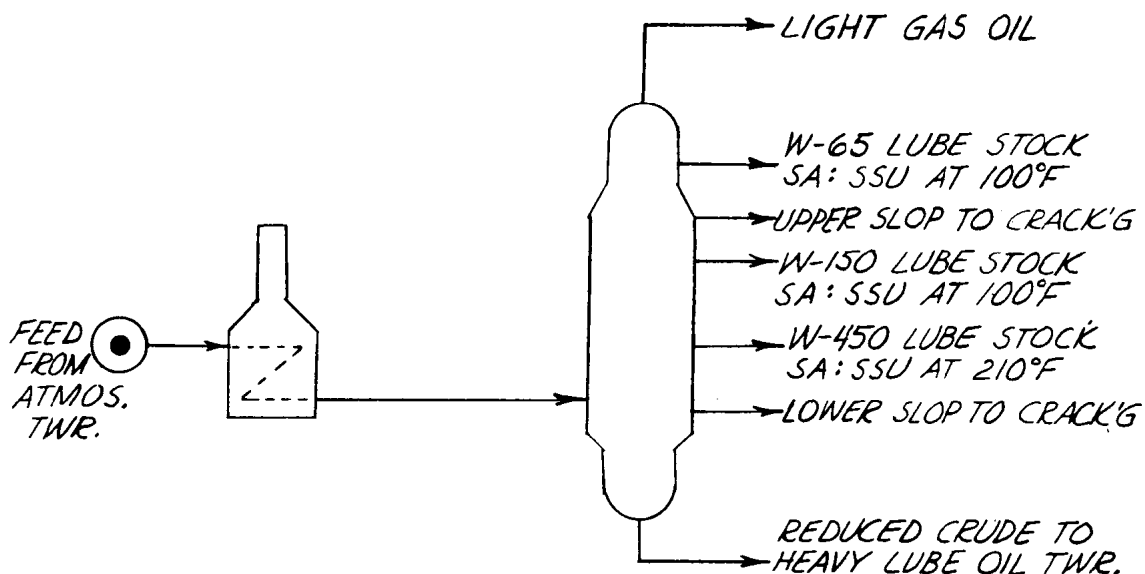 LIGHT GAS OIL
W-65 LUBE STOCK
SA: SSU AT 100°F
UPPER SLOP TO CRACK'G
W-150 LUBE STOCK
SA: SSU AT 100°F
FEED
FROM
ATMOS.
TWR.
W-450 LUBE STOCK
SA: SSU AT 210°F
LOWER SLOP TO CRACK'G
REDUCED CRUDE TO
HEAVY LUBE OIL TWR.